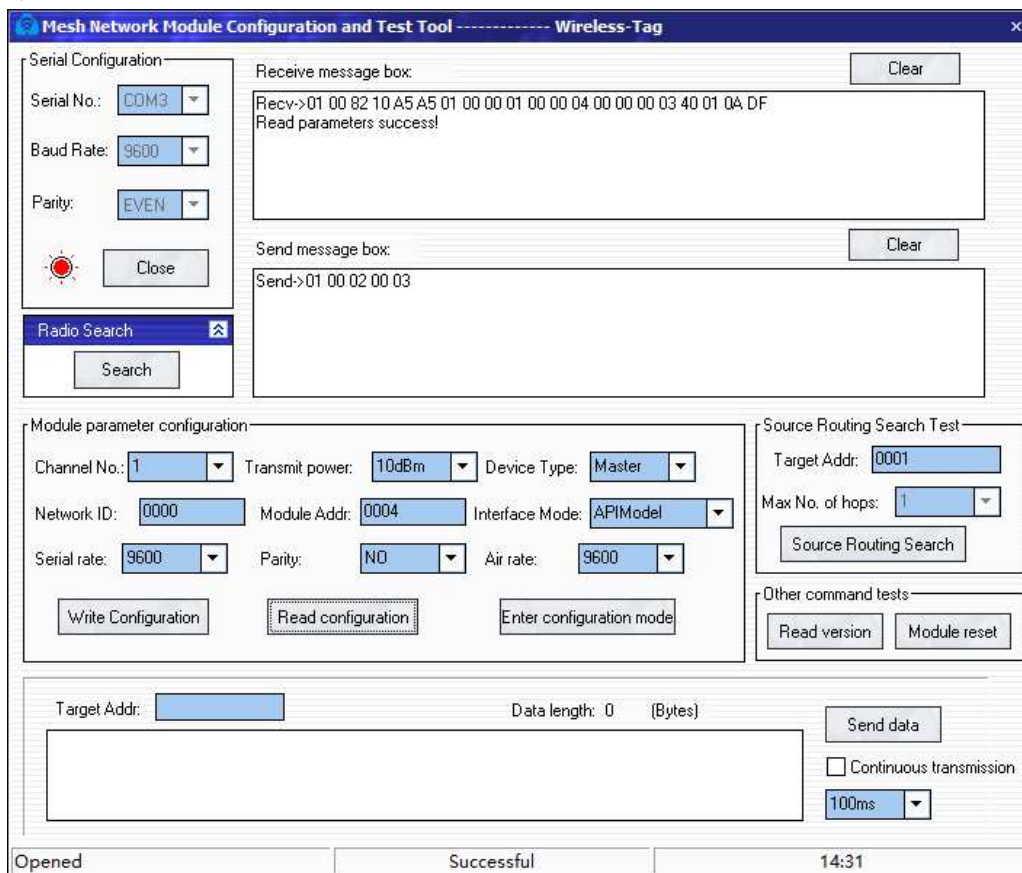 Mesh Network Module Configuration and Test Tool ------------- Wireless-Tag
Serial Configuration
Serial No.: COM3
Baud Rate: 9600
Parity: EVEN
Close
Radio Search
Search
Receive message box: Clear
Recv->01 00 82 10 A5 A5 01 00 00 01 00 00 04 00 00 00 03 40 01 0A DF
Read parameters success!
Send message box: Clear
Send->01 00 02 00 03
Module parameter configuration
Channel No.: 1 Transmit power: 10dBm Device Type: Master
Network ID: 0000 Module Addr: 0004 Interface Mode: APIModel
Serial rate: 9600 Parity: NO Air rate: 9600
Write Configuration Read configuration Enter configuration mode
Source Routing Search Test
Target Addr: 0001
Max No. of hops: 1
Source Routing Search
Other command tests
Read version Module reset
Target Addr: Data length: 0 (Bytes)
Send data
Continuous transmission
100ms
Opened Successful 14:31